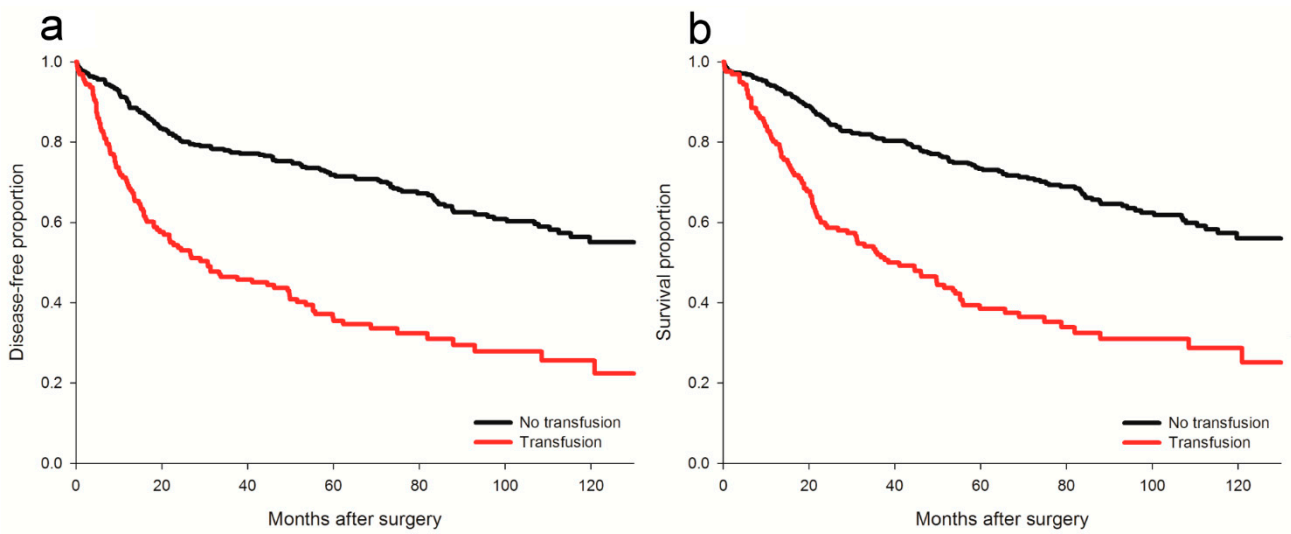 a
Disease-free proportion
1.0
0.8
0.6
0.4
0.2
0.0
No transfusion
Transfusion
0 20 40 60 80 100 120
Months after surgery
b
Survival proportion
1.0
0.8
0.6
0.4
0.2
0.0
No transfusion
Transfusion
0 20 40 60 80 100 120
Months after surgery